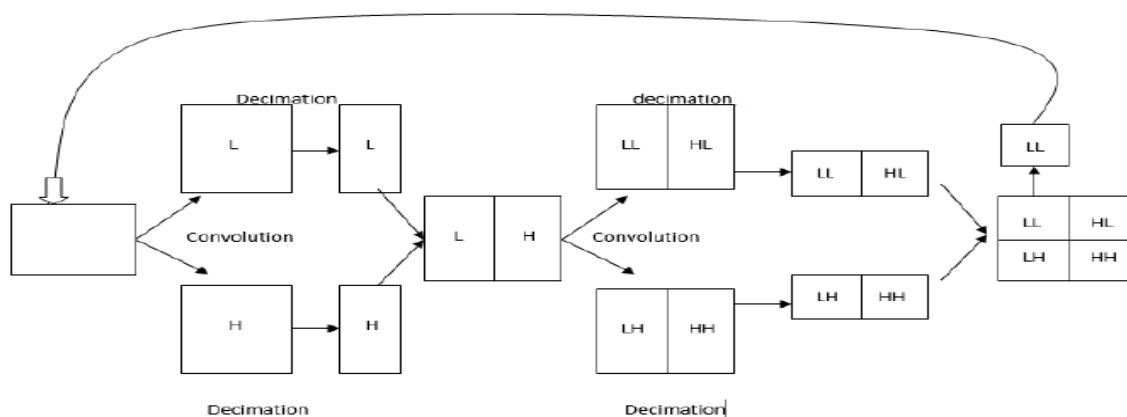 Decimation
decimation
L
L
LL
HL
LL
HL
LL
Convolution
L
H
Convolution
LL
HL
LH
HH
H
H
LH
HH
LH
HH
Decimation
Decimation